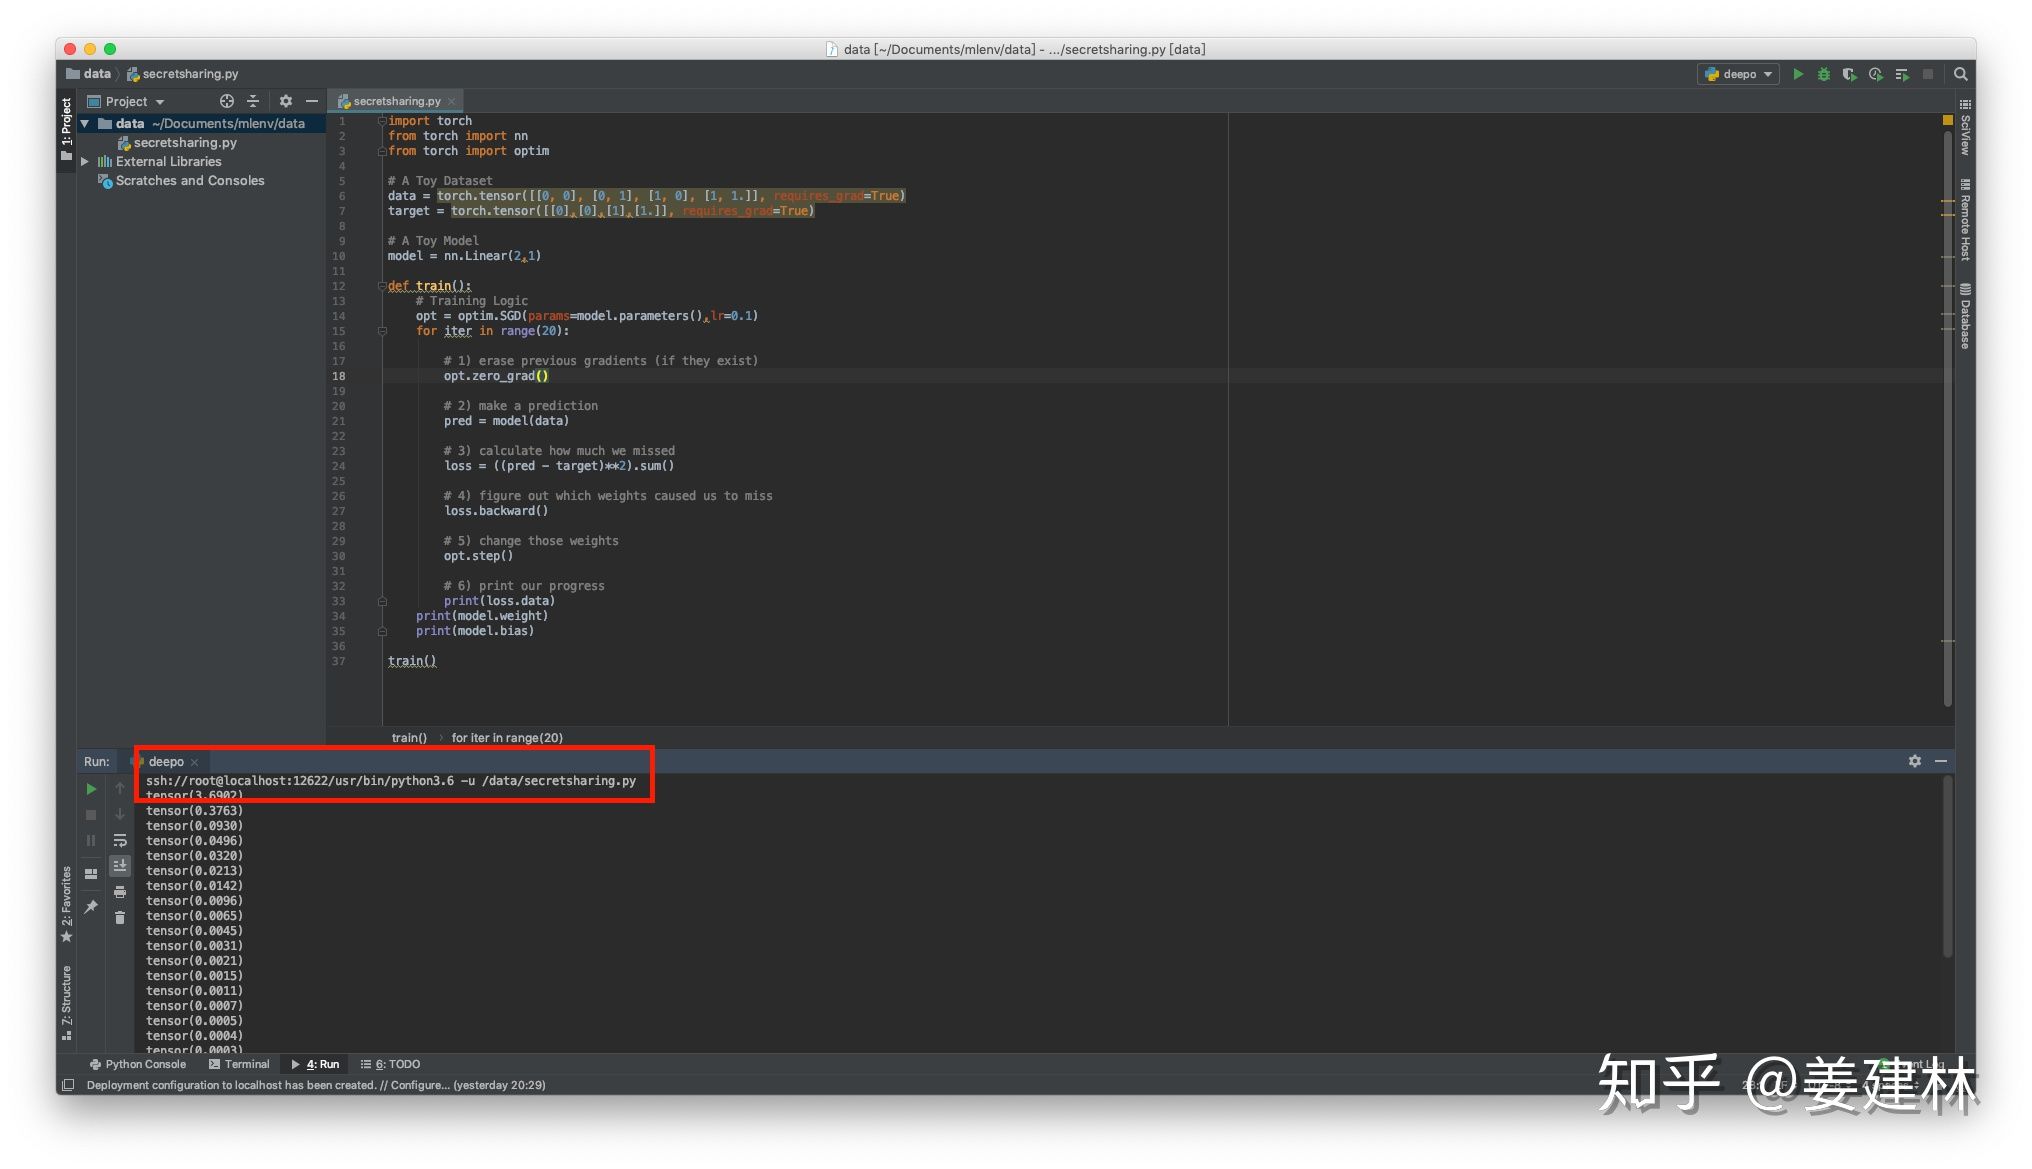 data [~/Documents/mlenv/data] - .../secretsharing.py [data]
data secretsharing.py
deepo
1: Project
Project
secretsharing.py
data ~/Documents/mlenv/data
secretsharing.py
External Libraries
Scratches and Consoles
1 import torch
2 from torch import nn
3 from torch import optim
4
5 # A Toy Dataset
6 data = torch.tensor([[0, 0], [0, 1], [1, 0], [1, 1.]], requires_grad=True)
7 target = torch.tensor([[0],[0],[1],[1.]], requires_grad=True)
8
9 # A Toy Model
10 model = nn.Linear(2,1)
11
12 def train():
13 # Training Logic
14 opt = optim.SGD(params=model.parameters(),lr=0.1)
15 for iter in range(20):
16
17 # 1) erase previous gradients (if they exist)
18 opt.zero_grad()
19
20 # 2) make a prediction
21 pred = model(data)
22
23 # 3) calculate how much we missed
24 loss = ((pred - target)**2).sum()
25
26 # 4) figure out which weights caused us to miss
27 loss.backward()
28
29 # 5) change those weights
30 opt.step()
31
32 # 6) print our progress
33 print(loss.data)
34 print(model.weight)
35 print(model.bias)
36
37 train()
SciView
Remote Host
Database
train() for iter in range(20)
Run: deepo
ssh://root@localhost:12622/usr/bin/python3.6 -u /data/secretsharing.py
tensor(3.6902)
tensor(0.3763)
tensor(0.0930)
tensor(0.0496)
tensor(0.0320)
tensor(0.0213)
tensor(0.0142)
tensor(0.0096)
tensor(0.0065)
tensor(0.0045)
tensor(0.0031)
tensor(0.0021)
tensor(0.0015)
tensor(0.0011)
tensor(0.0007)
tensor(0.0005)
tensor(0.0004)
tensor(0.0003)
2: Favorites
7: Structure
Python Console Terminal 4: Run 6: TODO
Deployment configuration to localhost has been created. // Configure... (yesterday 20:29)
知乎 @姜建林